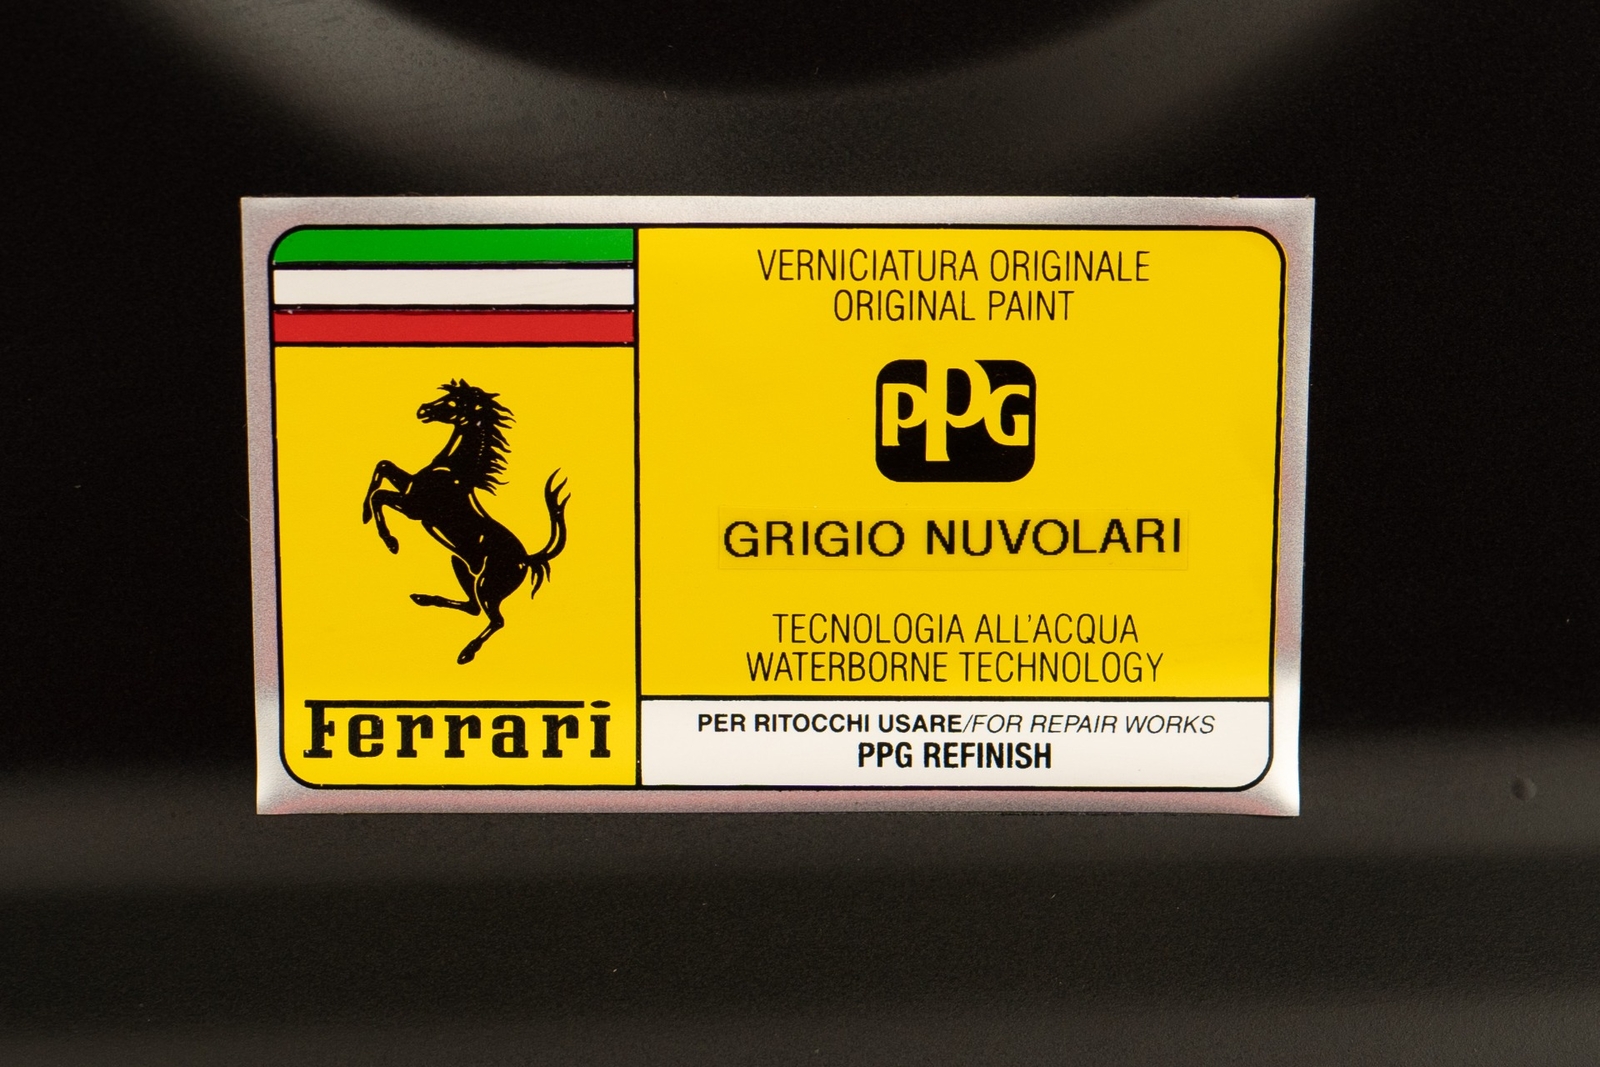 Ferrari
VERNICIATURA ORIGINALE
ORIGINAL PAINT
PPG
GRIGIO NUVOLARI
TECNOLOGIA ALL'ACQUA
WATERBORNE TECHNOLOGY
PER RITOCCHI USARE/FOR REPAIR WORKS
PPG REFINISH